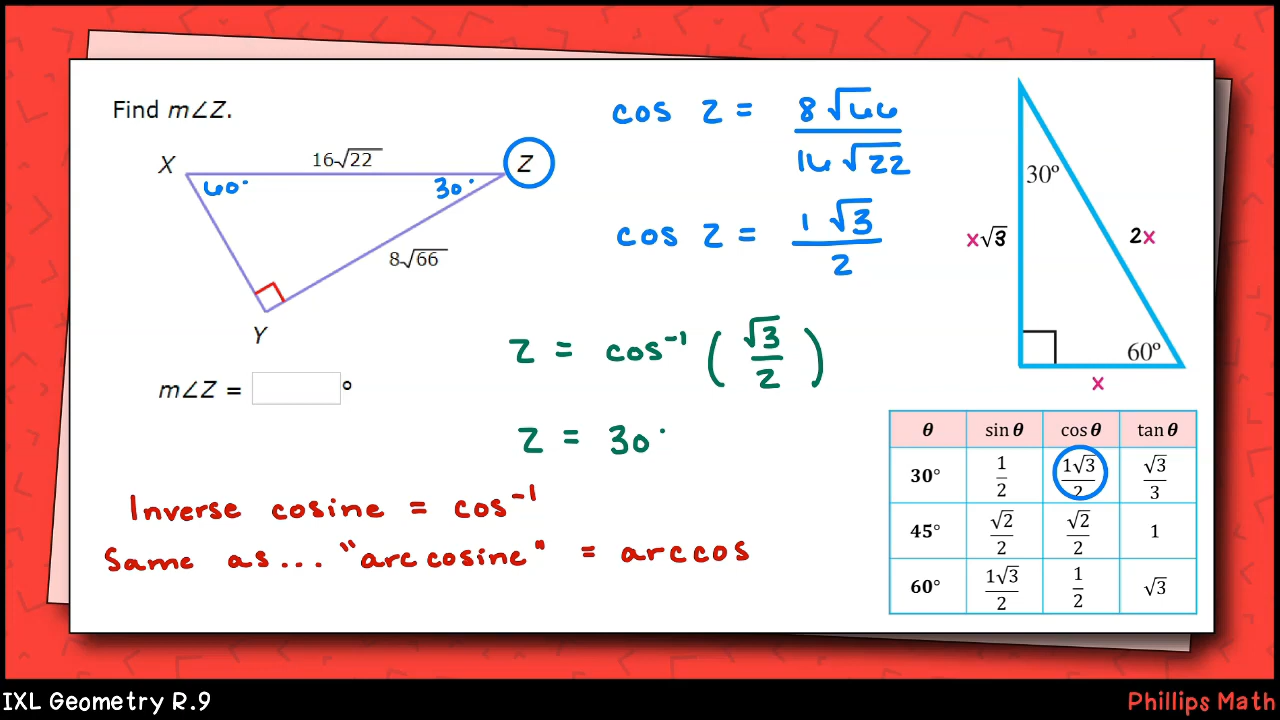 Find m∠Z.
X
16√22
Z
60°
30°
8√66
Y
m∠Z = °
cos Z = 8√66 / 16√22
cos Z = 1√3 / 2
Z = cos⁻¹ (√3 / 2)
Z = 30°
Inverse cosine = cos⁻¹
Same as... "arccosine" = arccos
30°
x√3
2x
60°
x
θ sin θ cos θ tan θ
30° 1/2 1√3/2 √3/3
45° √2/2 √2/2 1
60° 1√3/2 1/2 √3
IXL Geometry R.9
Phillips Math